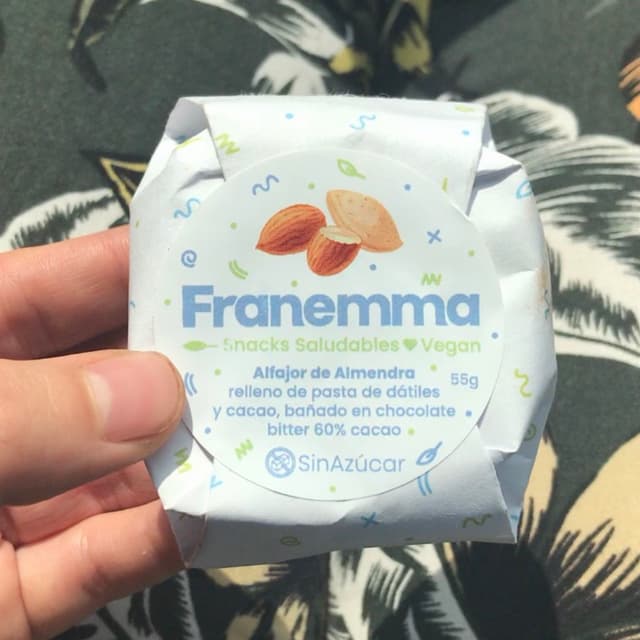 Franemma
Snacks Saludables Vegan
Alfajor de Almendra
relleno de pasta de dátiles
y cacao, bañado en chocolate
bitter 60% cacao
55g
SinAzúcar